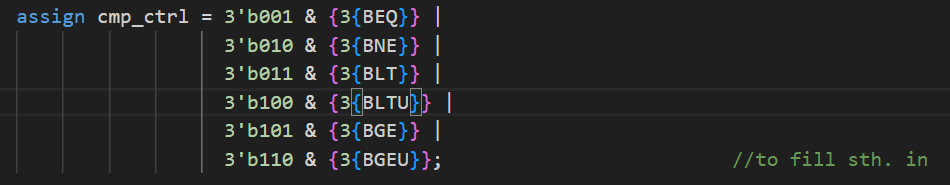 assign cmp_ctrl = 3'b001 & {3{BEQ}} |
3'b010 & {3{BNE}} |
3'b011 & {3{BLT}} |
3'b100 & {3{BLTU}} |
3'b101 & {3{BGE}} |
3'b110 & {3{BGEU}}; //to fill sth. in